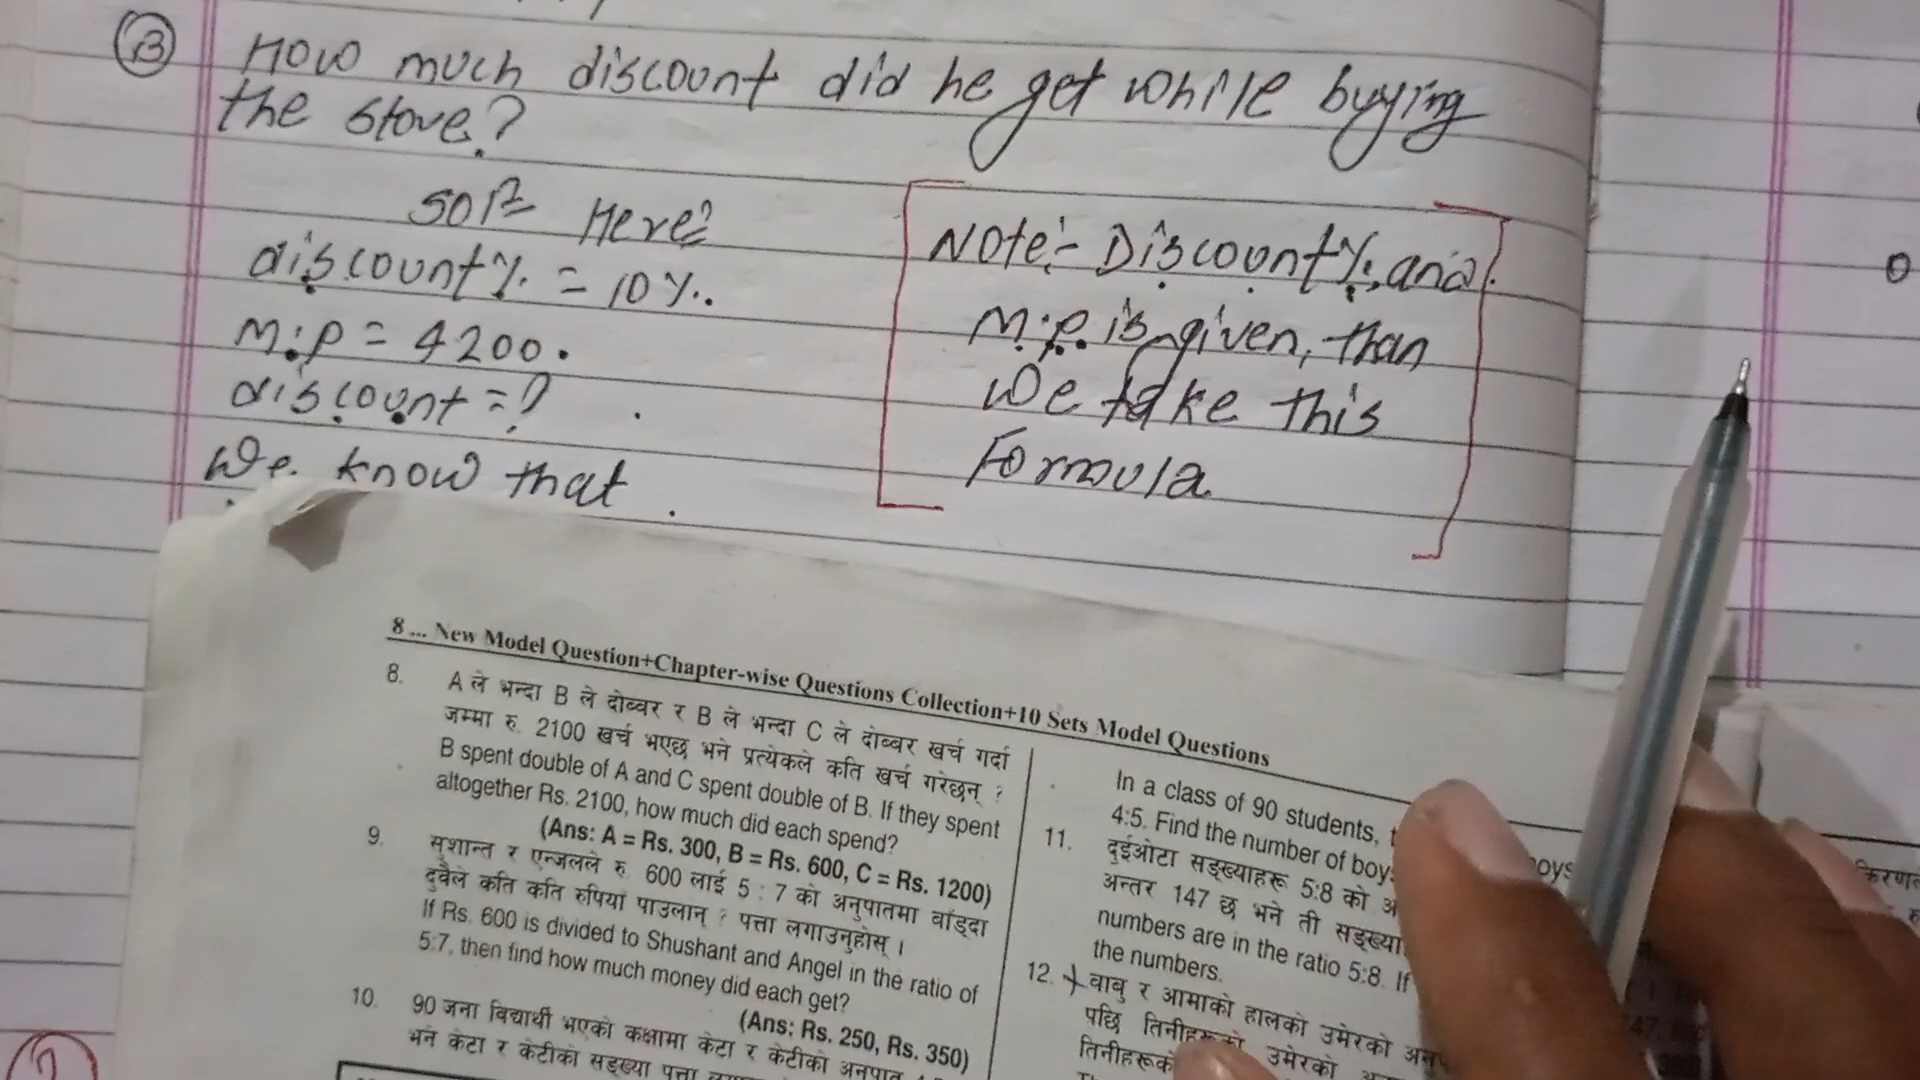 B
How much discount did he get while byying
the stove?
Solⁿ Here,
discount% = 10%.
M.P = 4200.
discount = ?
We know that
Note:- Discount%, and
M.P. is given, than
We take this
Formula
8 ... New Model Question+Chapter-wise Questions Collection+10 Sets Model Questions
8. A ले भन्दा B ले दोब्बर र B ले भन्दा C ले दोब्बर खर्च गर्दा
जम्मा रु. 2100 खर्च भएछ भने प्रत्येकले कति खर्च गरेछन् ?
B spent double of A and C spent double of B. If they spent
altogether Rs. 2100, how much did each spend?
(Ans: A = Rs. 300, B = Rs. 600, C = Rs. 1200)
9. सुशान्त र एन्जलले रु. 600 लाई 5 : 7 को अनुपातमा बाँड्दा
दुवैले कति कति रुपियाँ पाउलान् ? पत्ता लगाउनुहोस् ।
If Rs. 600 is divided to Shushant and Angel in the ratio of
5:7, then find how much money did each get?
(Ans: Rs. 250, Rs. 350)
10. 90 जना विद्यार्थी भएको कक्षामा केटा र केटीको अनुपात
भने केटा र केटीको सङ्ख्या पत्ता
In a class of 90 students,
4:5. Find the number of boy
11. दुईओटा सङ्ख्याहरू 5:8 को
अन्तर 147 छ भने ती सङ्ख्या
numbers are in the ratio 5:8. If
the numbers.
12. बाबु र आमाको हालको उमेरको
पछि तिनीहरूको उमेरको
तिनीहरूको